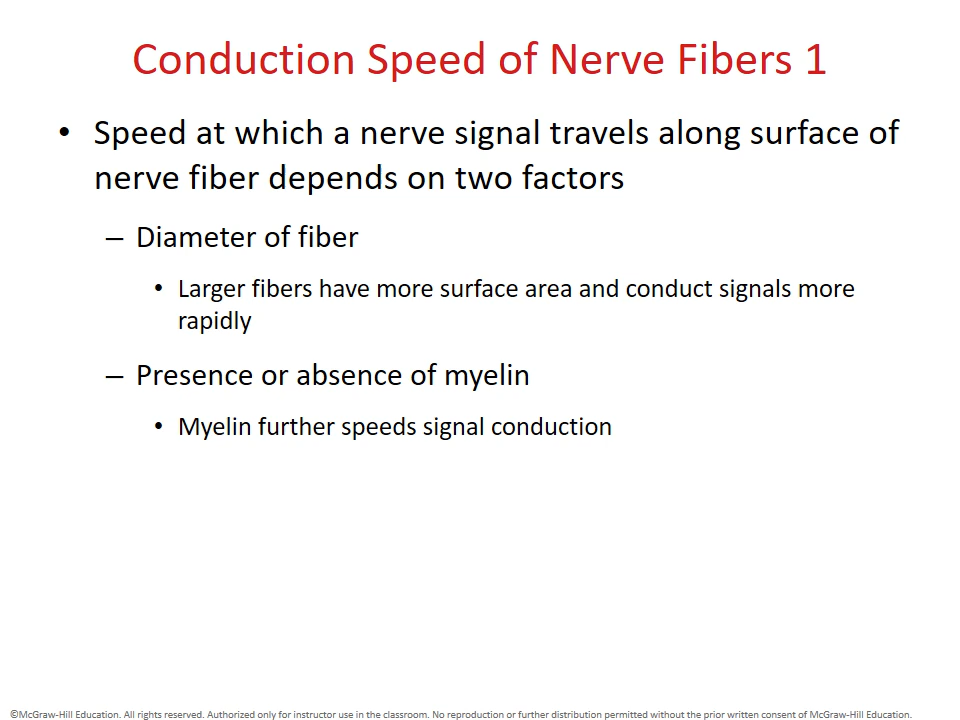 Conduction Speed of Nerve Fibers 1
• Speed at which a nerve signal travels along surface of
nerve fiber depends on two factors
– Diameter of fiber
• Larger fibers have more surface area and conduct signals more
rapidly
– Presence or absence of myelin
• Myelin further speeds signal conduction
©McGraw-Hill Education. All rights reserved. Authorized only for instructor use in the classroom. No reproduction or further distribution permitted without the prior written consent of McGraw-Hill Education.